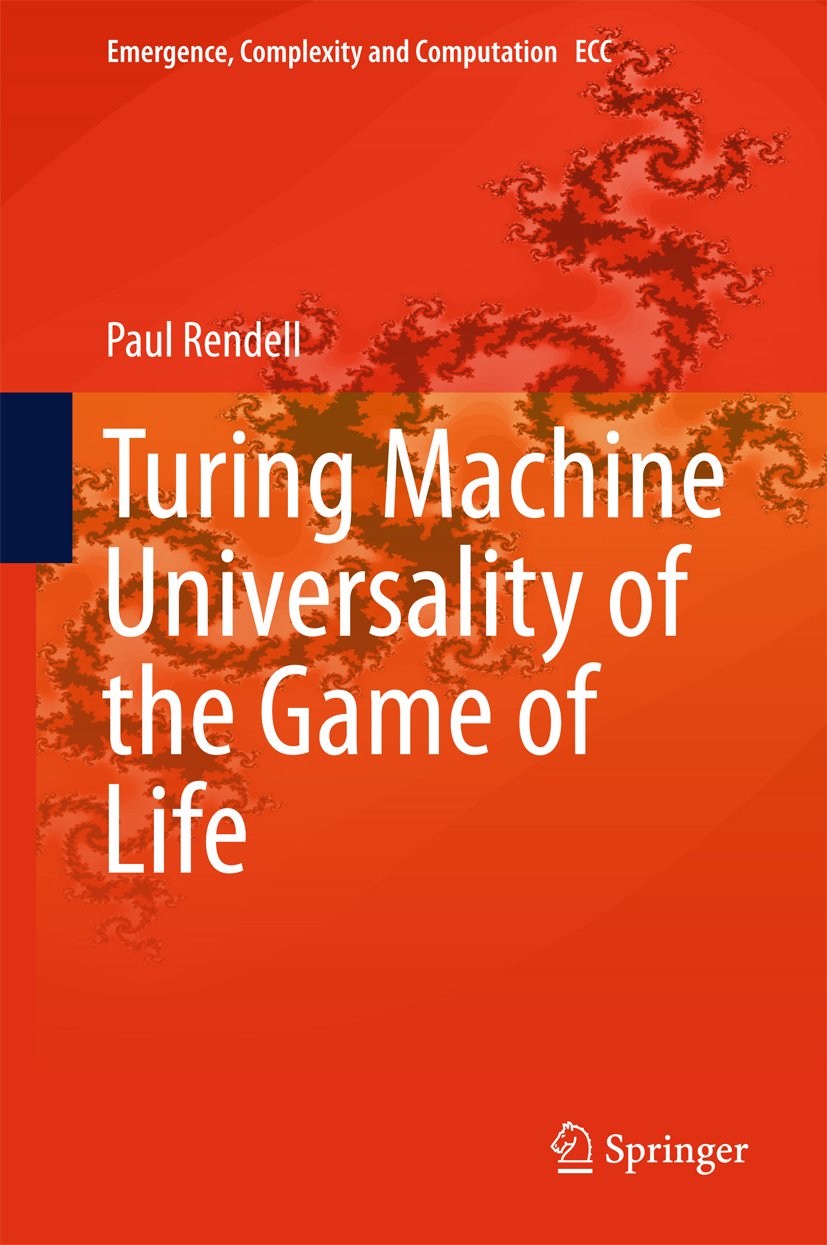 Emergence, Complexity and Computation ECC
Paul Rendell
Turing Machine
Universality of
the Game of
Life
Springer